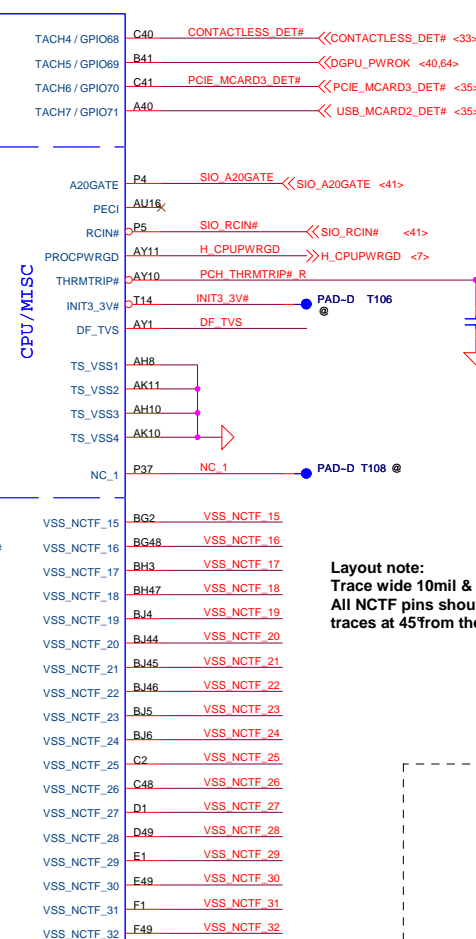 TACH4 / GPIO68 C40 CONTACTLESS_DET# CONTACTLESS_DET# <33>
TACH5 / GPIO69 B41 DGPU_PWROK <40,64>
TACH6 / GPIO70 C41 PCIE_MCARD3_DET# PCIE_MCARD3_DET# <35>
TACH7 / GPIO71 A40 USB_MCARD2_DET# <35>
CPU/MISC
A20GATE P4 SIO_A20GATE SIO_A20GATE <41>
PECI AU16
RCIN# P5 SIO_RCIN# SIO_RCIN# <41>
PROCPWRGD AY11 H_CPUPWRGD H_CPUPWRGD <7>
THRMTRIP# AY10 PCH_THRMTRIP#_R
INIT3_3V# T14 INIT3_3V# PAD~D T106
@
DF_TVS AY1 DF_TVS
TS_VSS1 AH8
TS_VSS2 AK11
TS_VSS3 AH10
TS_VSS4 AK10
NC_1 P37 NC_1 PAD~D T108 @
VSS_NCTF_15 BG2 VSS_NCTF_15
VSS_NCTF_16 BG48 VSS_NCTF_16
VSS_NCTF_17 BH3 VSS_NCTF_17
VSS_NCTF_18 BH47 VSS_NCTF_18
VSS_NCTF_19 BJ4 VSS_NCTF_19
VSS_NCTF_20 BJ44 VSS_NCTF_20
VSS_NCTF_21 BJ45 VSS_NCTF_21
VSS_NCTF_22 BJ46 VSS_NCTF_22
VSS_NCTF_23 BJ5 VSS_NCTF_23
VSS_NCTF_24 BJ6 VSS_NCTF_24
VSS_NCTF_25 C2 VSS_NCTF_25
VSS_NCTF_26 C48 VSS_NCTF_26
VSS_NCTF_27 D1 VSS_NCTF_27
VSS_NCTF_28 D49 VSS_NCTF_28
VSS_NCTF_29 E1 VSS_NCTF_29
VSS_NCTF_30 E49 VSS_NCTF_30
VSS_NCTF_31 F1 VSS_NCTF_31
VSS_NCTF_32 F49 VSS_NCTF_32
Layout note:
Trace wide 10mil &
All NCTF pins shou
traces at 45°from the